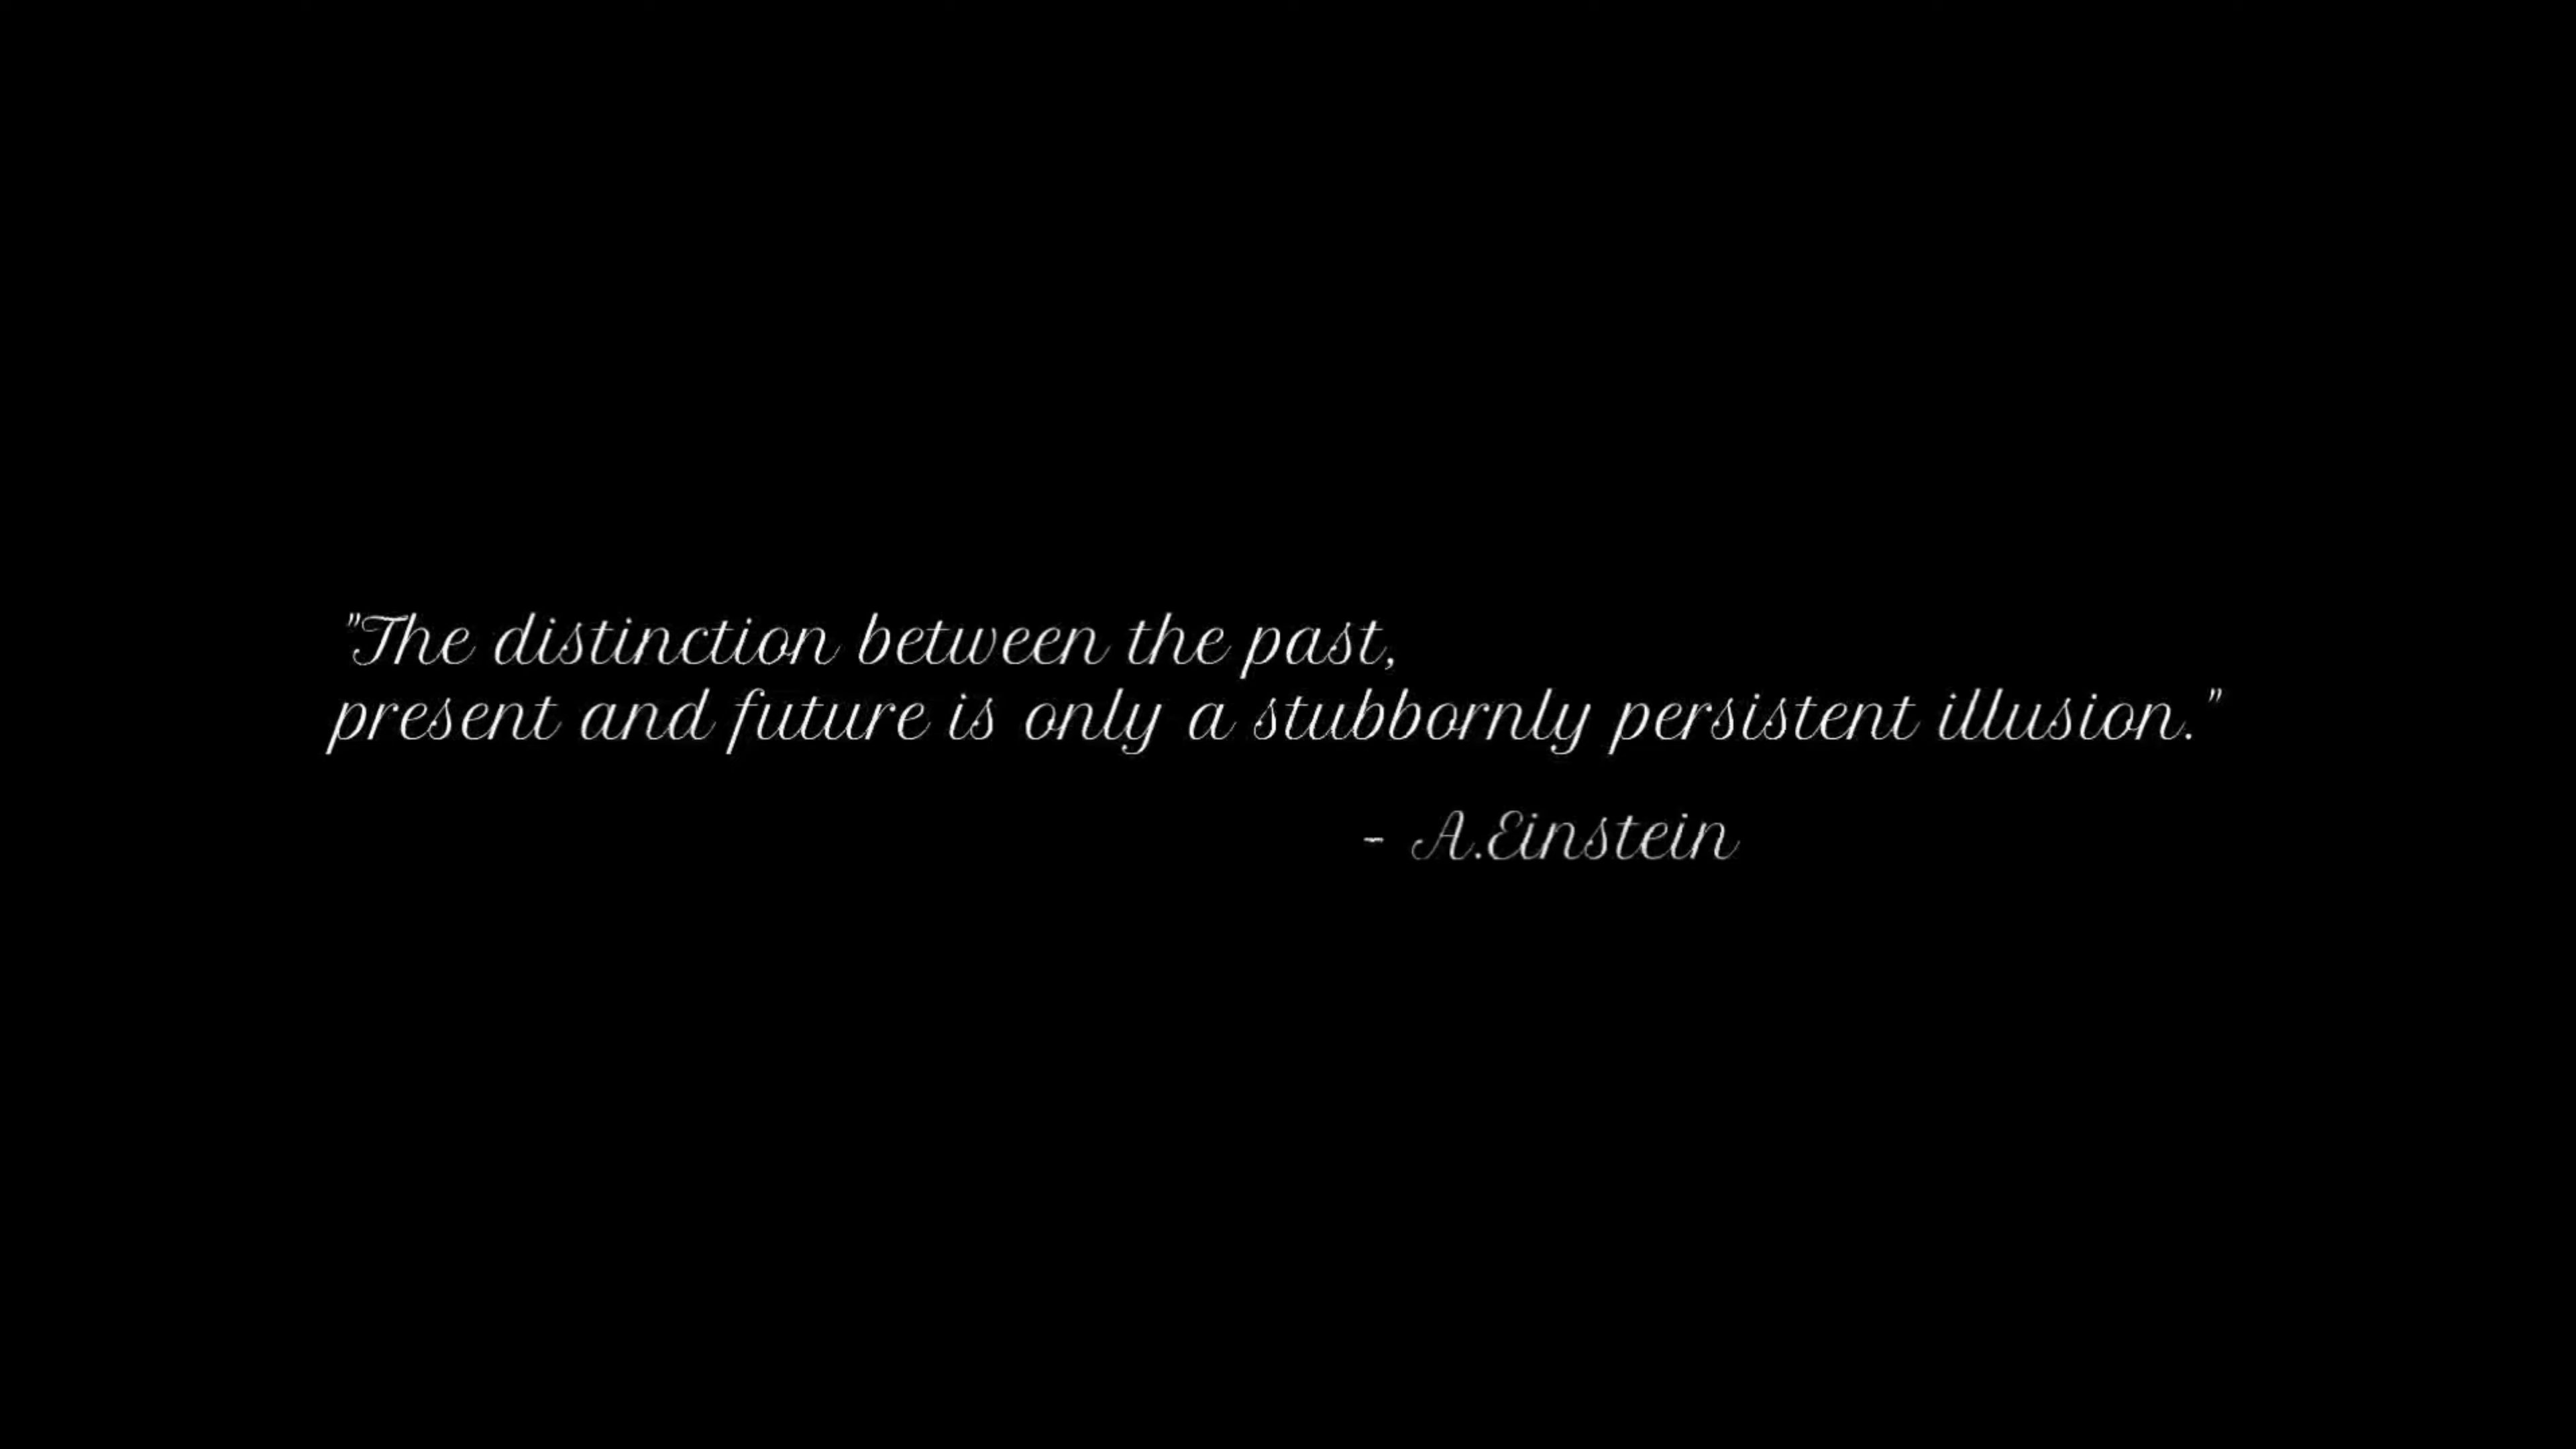 "The distinction between the past,
present and future is only a stubbornly persistent illusion."
- A.Einstein